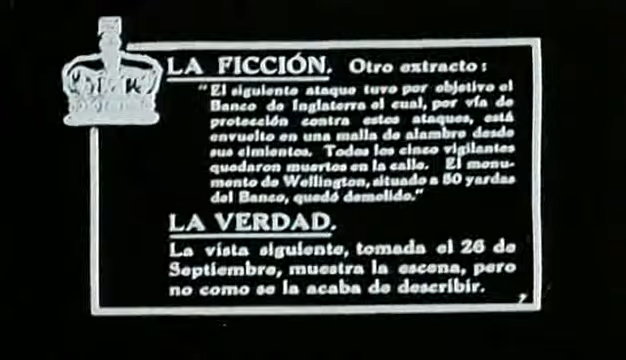 LA FICCIÓN. Otro extracto:
"El siguiente ataque tuvo por objetivo el
Banco de Inglaterra el cual, por vía de
protección contra estos ataques, está
envuelto en una malla de alambre desde
sus cimientos. Todos los cinco vigilantes
quedaron muertos en la calle. El monu-
mento de Wellington, situado a 50 yardas
del Banco, quedó demolido."
LA VERDAD.
La vista siguiente, tomada el 26 de
Septiembre, muestra la escena, pero
no como se la acaba de describir.